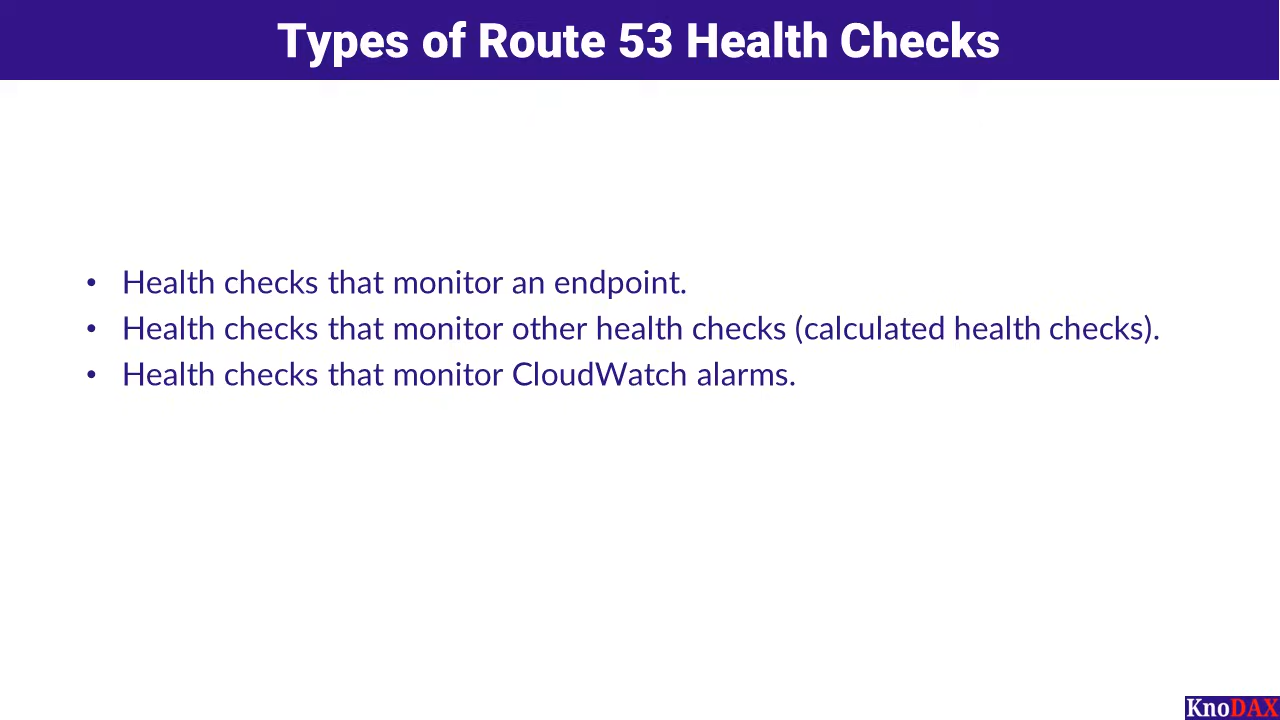 Types of Route 53 Health Checks
• Health checks that monitor an endpoint.
• Health checks that monitor other health checks (calculated health checks).
• Health checks that monitor CloudWatch alarms.
KnoDAX